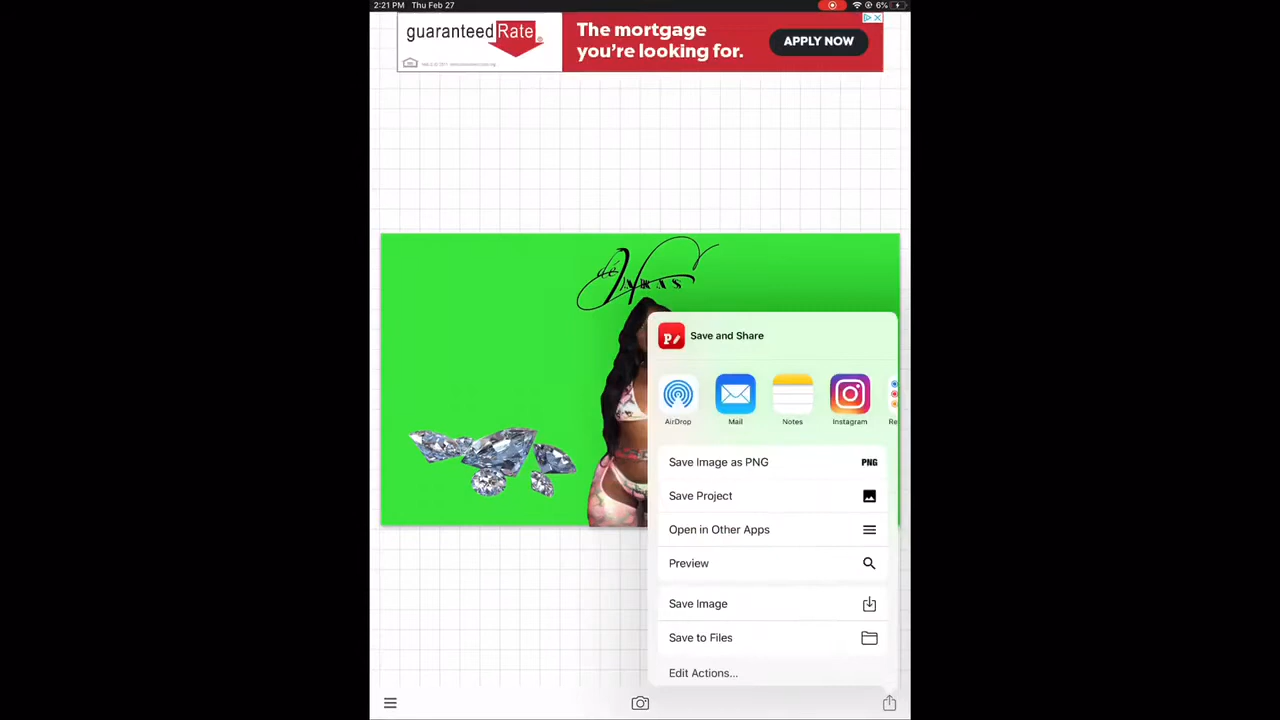 2:21 PM Thu Feb 27
6%
guaranteed Rate
The mortgage
you're looking for.
APPLY NOW
Save and Share
AirDrop
Mail
Notes
Instagram
Re
Save Image as PNG
PNG
Save Project
Open in Other Apps
Preview
Save Image
Save to Files
Edit Actions...